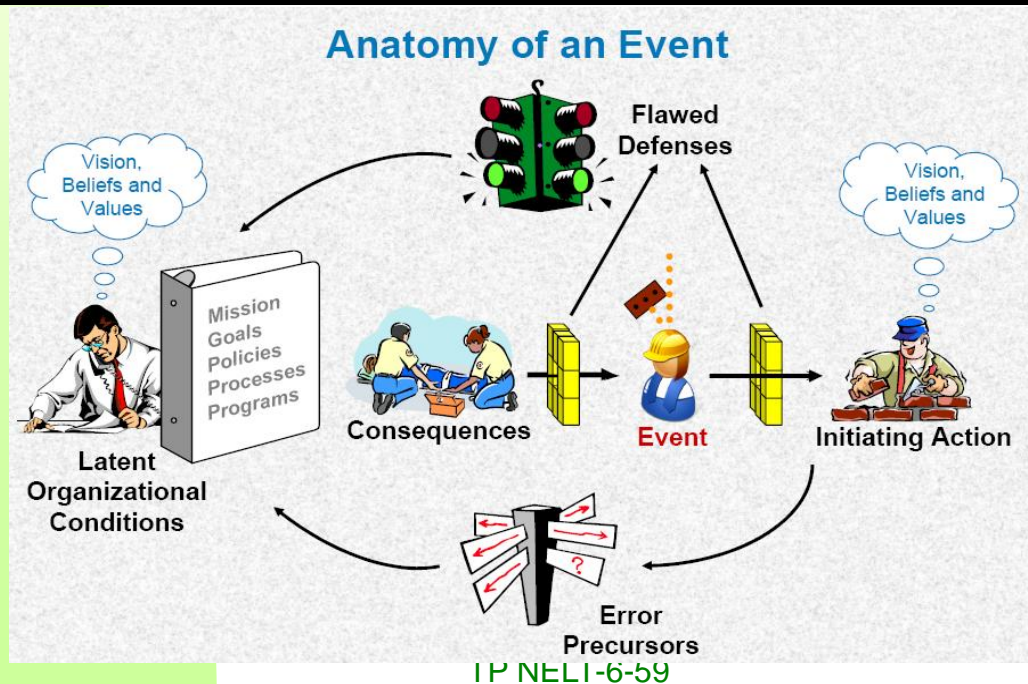 Anatomy of an Event
Flawed
Defenses
Vision,
Beliefs and
Values
Vision,
Beliefs and
Values
Mission
Goals
Policies
Processes
Programs
Consequences
Event
Initiating Action
Latent
Organizational
Conditions
?
Error
Precursors
TP NELT-6-59